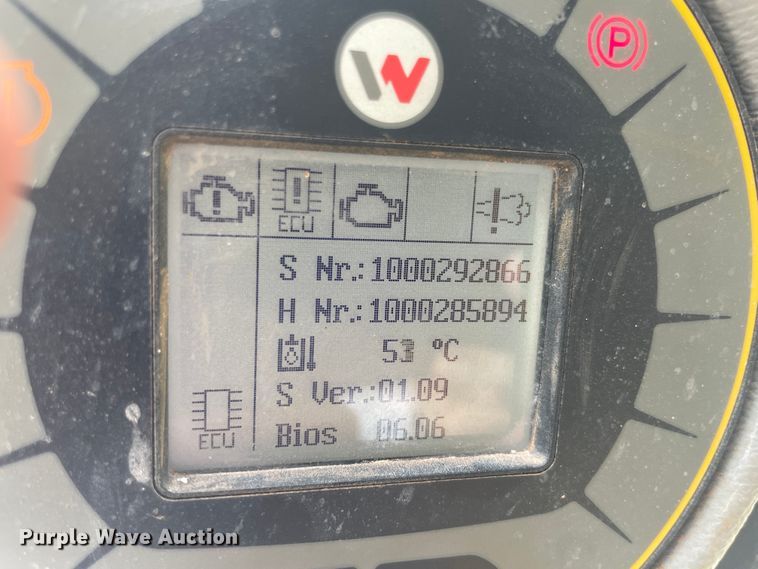 P
ECU
S Nr.:1000292866
H Nr.:1000285894
53 °C
S Ver.:01.09
ECU
Bios 06.06
Purple Wave Auction